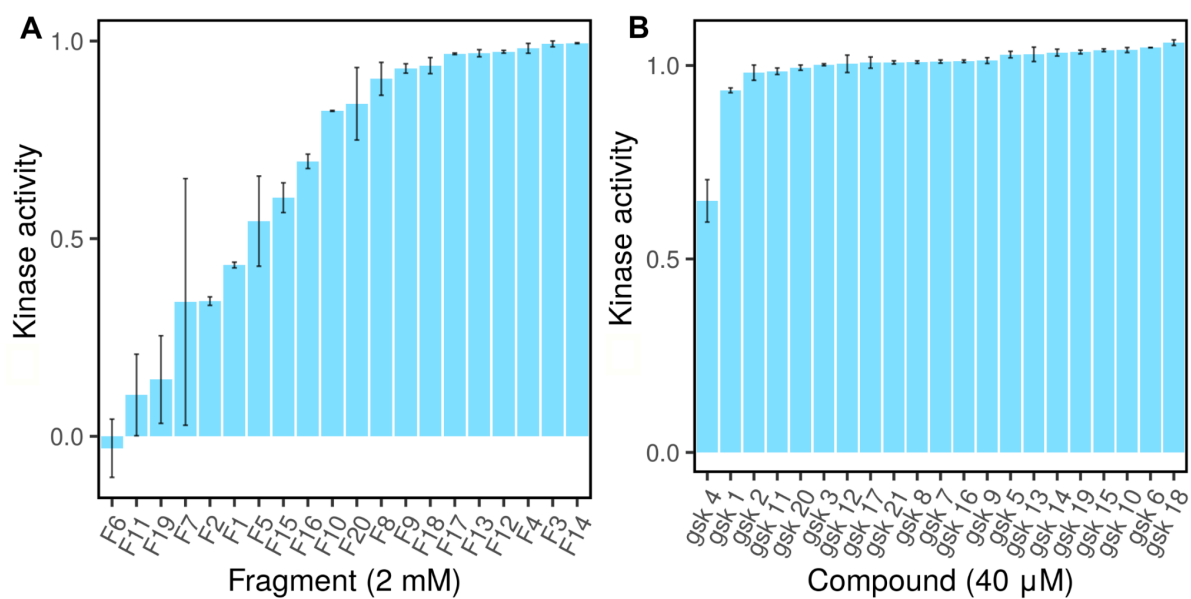 A
Kinase activity
1.0
0.5
0.0
F6
F11
F19
F7
F2
F1
F5
F15
F16
F10
F20
F8
F9
F18
F17
F13
F12
F4
F3
F14
Fragment (2 mM)
B
Kinase activity
1.0
0.5
0.0
gsk 4
gsk 1
gsk 2
gsk 11
gsk 20
gsk 3
gsk 12
gsk 17
gsk 21
gsk 8
gsk 7
gsk 16
gsk 9
gsk 5
gsk 13
gsk 14
gsk 19
gsk 15
gsk 10
gsk 6
gsk 18
Compound (40 µM)